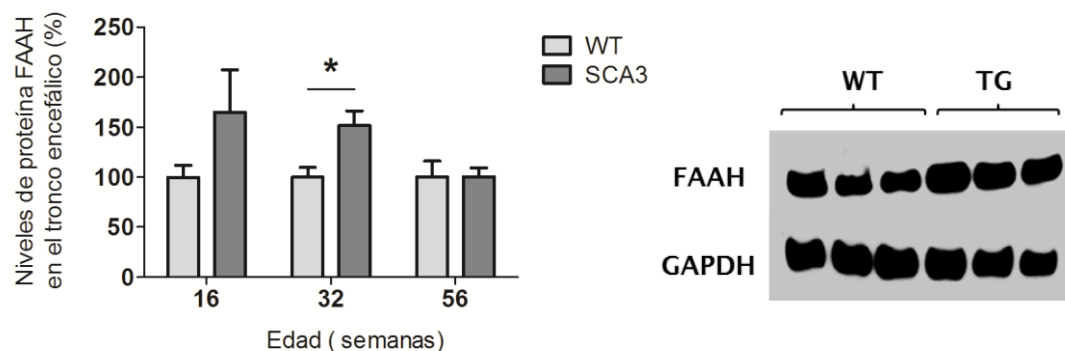 Niveles de proteína FAAH
en el tronco encefálico (%)
250
200
150
100
50
0
*
16
32
56
Edad ( semanas)
WT
SCA3
WT
TG
FAAH
GAPDH